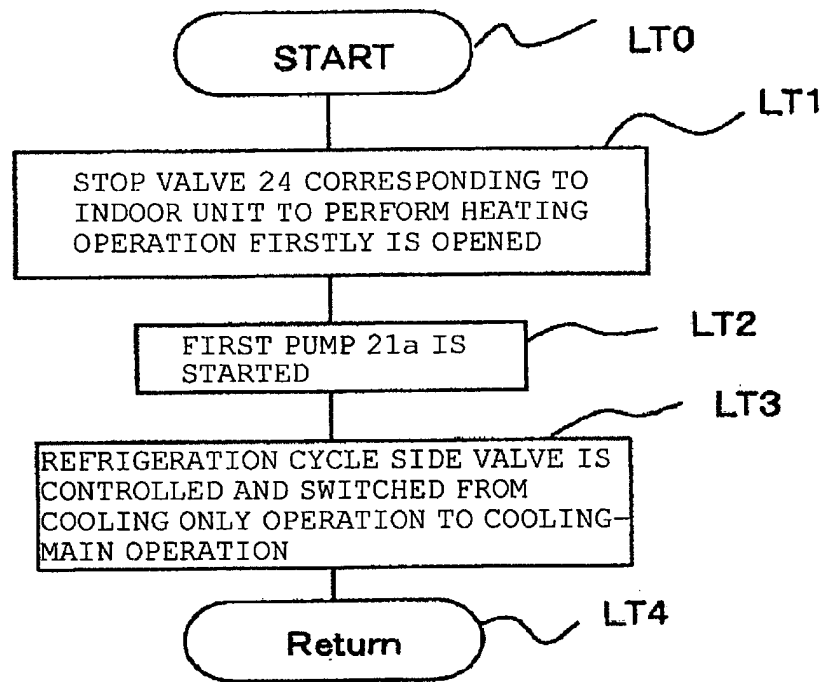 START
LT0
LT1
STOP VALVE 24 CORRESPONDING TO
INDOOR UNIT TO PERFORM HEATING
OPERATION FIRSTLY IS OPENED
LT2
FIRST PUMP 21a IS
STARTED
LT3
REFRIGERATION CYCLE SIDE VALVE IS
CONTROLLED AND SWITCHED FROM
COOLING ONLY OPERATION TO COOLING-
MAIN OPERATION
Return
LT4